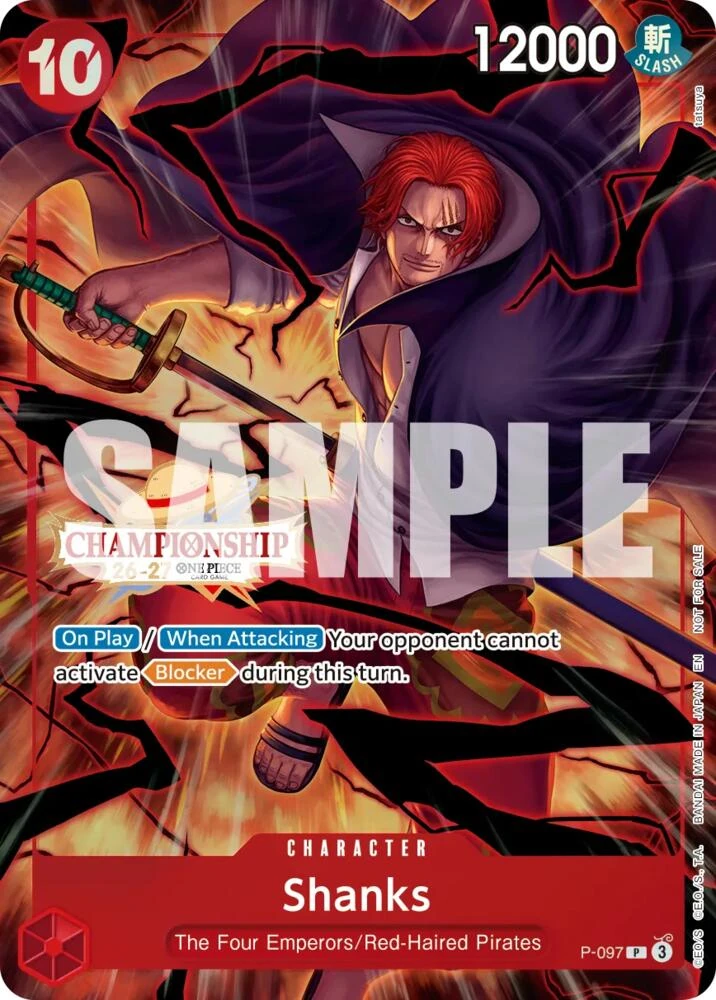 10
12000
斬
SLASH
tatsuya
SAMPLE
CHAMPIONSHIP
26-27 ONE PIECE
CARD GAME
On Play / When Attacking Your opponent cannot
activate Blocker during this turn.
©EO/S ©E.O./S., T.A. BANDAI MADE IN JAPAN EN NOT FOR SALE
CHARACTER
Shanks
The Four Emperors/Red-Haired Pirates
P-097 P 3